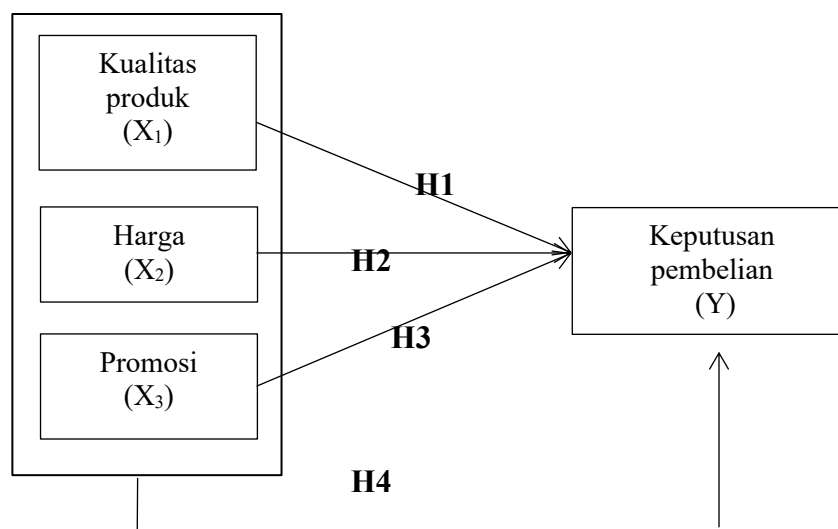 Kualitas
produk
(X₁)
H1
Harga
(X₂)
H2
Keputusan
pembelian
(Y)
H3
Promosi
(X₃)
H4